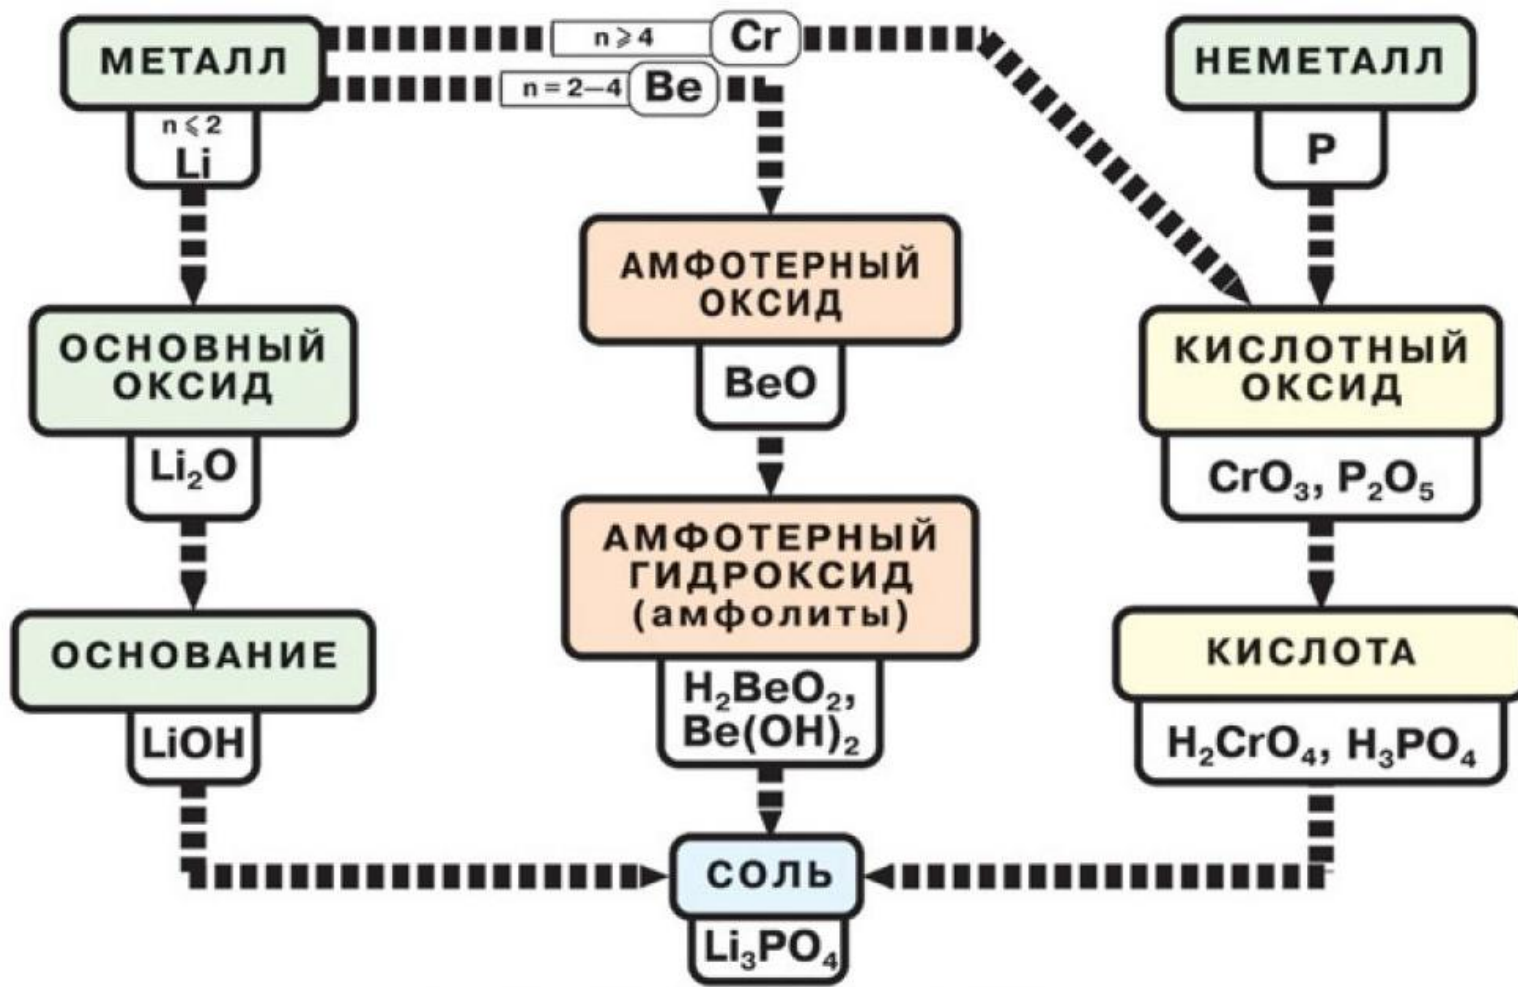 МЕТАЛЛ
n ⩽ 2
Li
n ⩾ 4
Cr
n = 2—4
Be
НЕМЕТАЛЛ
P
АМФОТЕРНЫЙ
ОКСИД
BeO
ОСНОВНЫЙ
ОКСИД
Li₂O
КИСЛОТНЫЙ
ОКСИД
CrO₃, P₂O₅
АМФОТЕРНЫЙ
ГИДРОКСИД
(амфолиты)
H₂BeO₂,
Be(OH)₂
ОСНОВАНИЕ
LiOH
КИСЛОТА
H₂CrO₄, H₃PO₄
СОЛЬ
Li₃PO₄